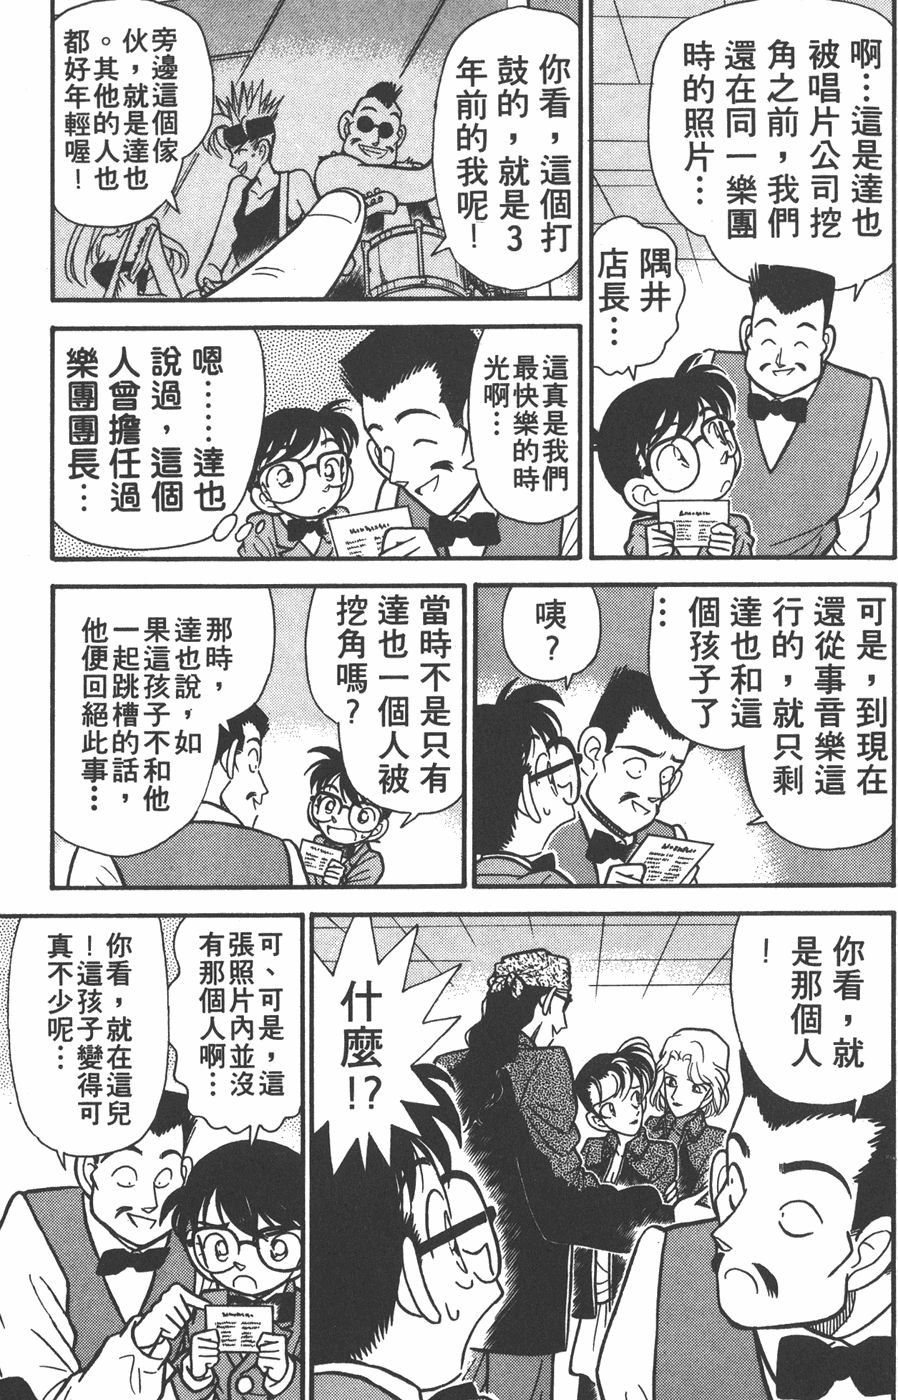 啊…這是達也
被唱片公司挖
角之前，我們
還在同一樂團
時的照片…
隅井
店長…
你看，這個打
鼓的，就是3
年前的我呢！
旁邊這個傢
伙，就是達也
。其他的人也
都好年輕喔！
這真是我們
最快樂的時
光啊…
嗯……達也
說過，這個
人曾擔任過
樂團團長…
可是，到現在
還從事音樂這
行的，就只剩
達也和這
個孩子了
…
咦？
當時不是只有
達也一個人被
挖角嗎？
那時，
達也說，如
果這孩子不和他
一起跳槽的話，
他便回絕此事…
你看，就
是那個人
！
什麼!?
可、可是，這
張照片內並沒
有那個人啊…
你看，就在這兒
！這孩子變得可
真不少呢…